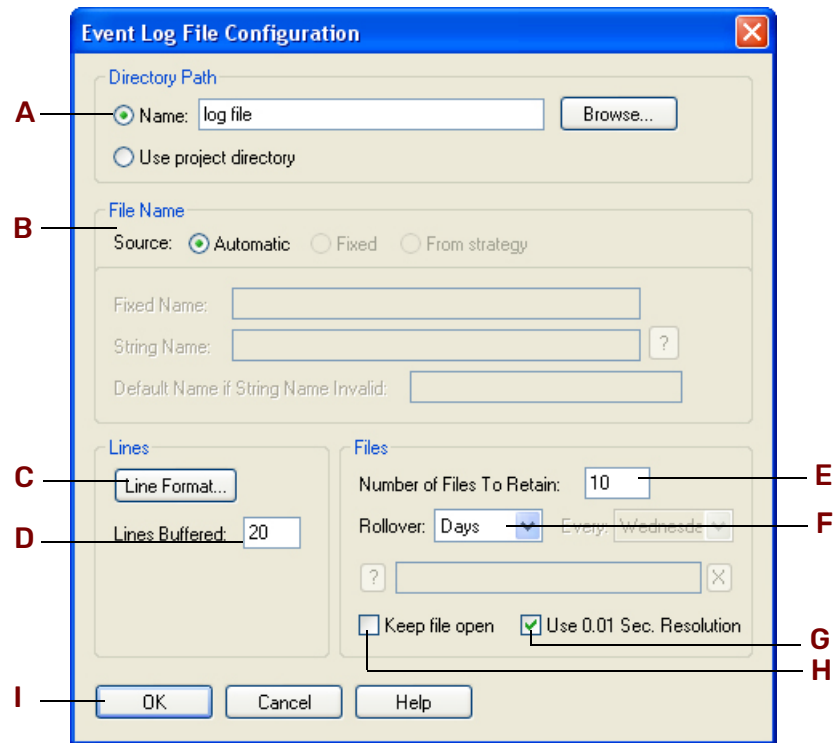 Event Log File Configuration
Directory Path
A
Name: log file Browse...
Use project directory
File Name
B
Source: Automatic Fixed From strategy
Fixed Name:
String Name: ?
Default Name if String Name Invalid:
Lines Files
C Line Format... Number of Files To Retain: 10 E
D Lines Buffered: 20 Rollover: Days Every: Wednesda F
? X
Keep file open Use 0.01 Sec. Resolution
G
H
I OK Cancel Help